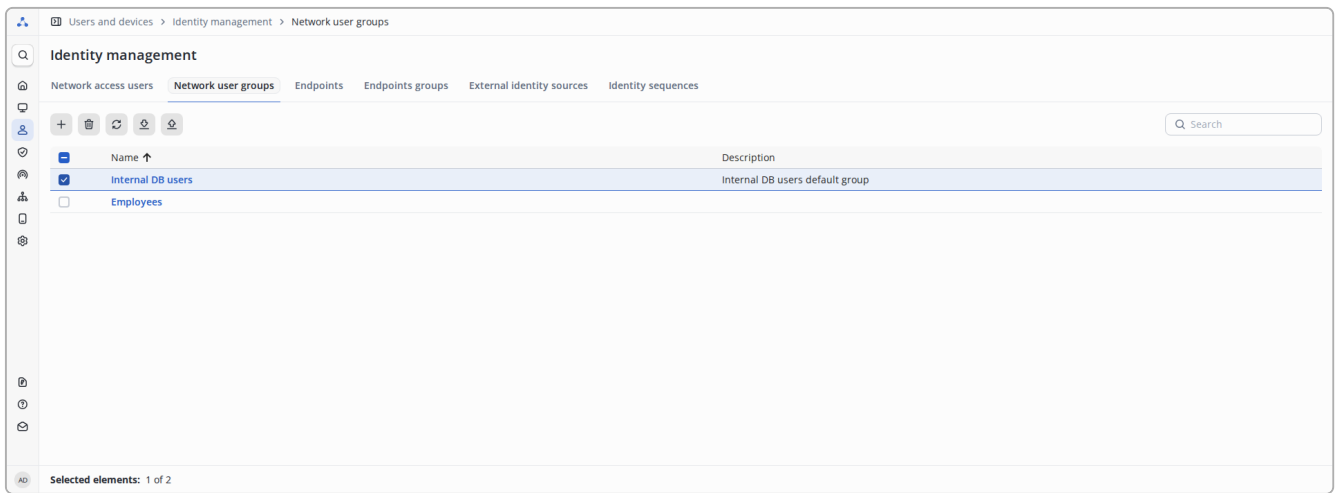 Users and devices > Identity management > Network user groups
Identity management
Network access users Network user groups Endpoints Endpoints groups External identity sources Identity sequences
Search
Name Description
Internal DB users Internal DB users default group
Employees
AD Selected elements: 1 of 2